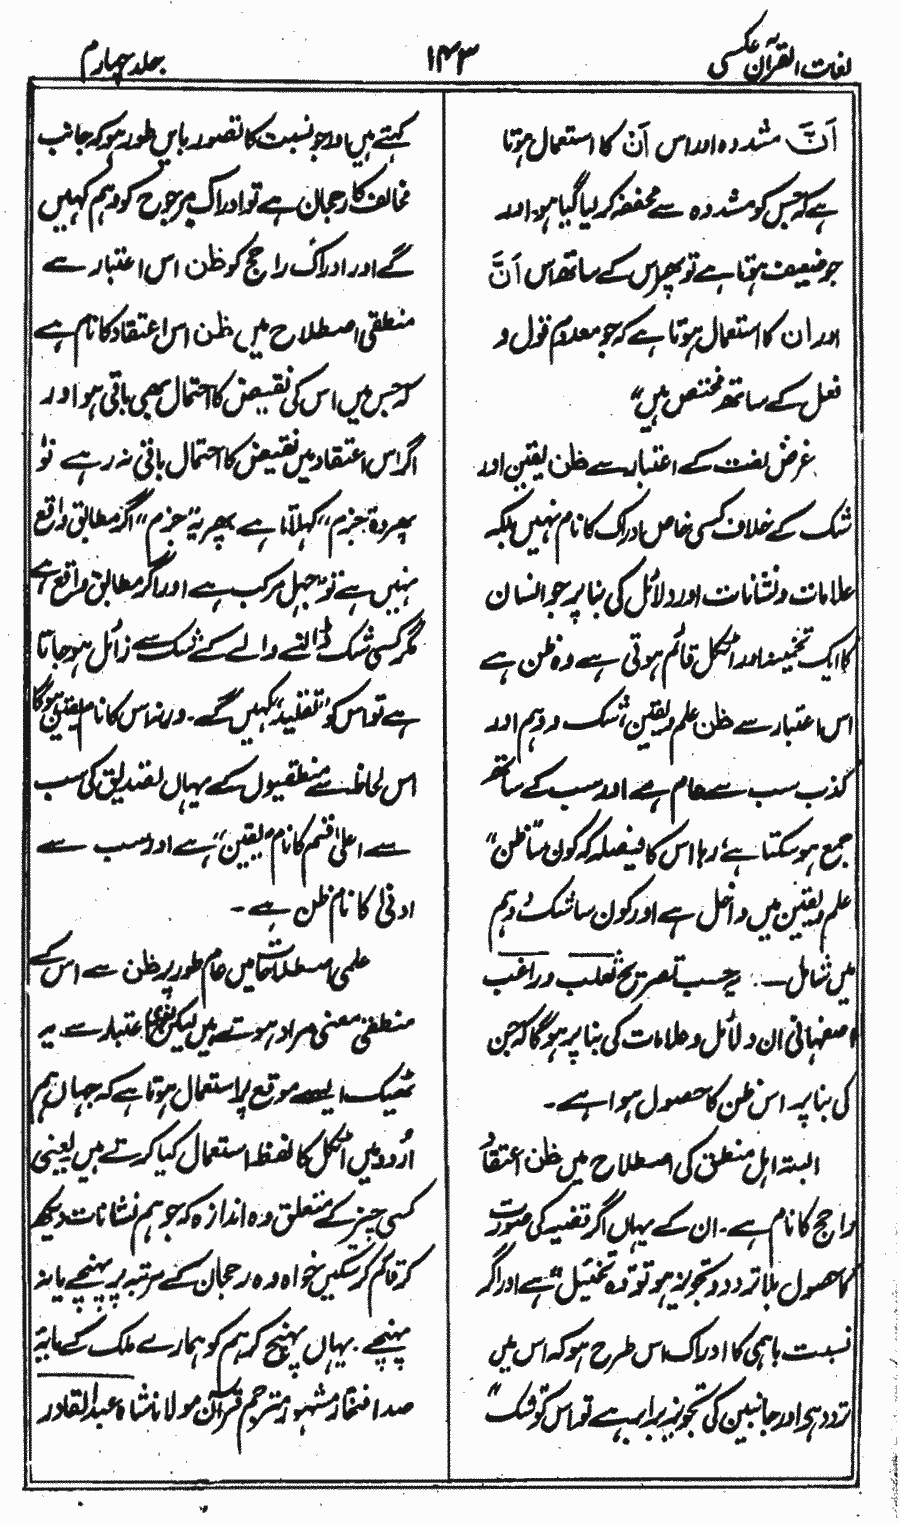 لغات القرآن عکسی
۱۴۳
جلد چہارم
اَنَّ مشددہ اور اس اَنَ کا استعمال ہوتا
ہے کہ جس کو مشددہ سے مخففہ کر لیا گیا ہو۔ اور
جو ضعیف ہوتا ہے تو پھر اس کے ساتھ اس اَنَّ
اور ان کا استعمال ہوتا ہے کہ جو معدوم قول و
فعل کے ساتھ مختص ہیں"
غرض لغت کے اعتبار سے ظن یقین اور
شک کے خلاف کسی خاص ادراک کا نام نہیں بلکہ
علامات و نشانات اور دلائل کی بنا پر جو انسان
کا ایک تخمینہ اور اٹکل قائم ہوتی ہے وہ ظن ہے
اس اعتبار سے ظن علم و یقین، شک و وہم اور
کذب سب سے عام ہے اور سب کے ساتھ
جمع ہو سکتا ہے، رہا اس کا فیصلہ کہ کون سا "ظن"
علم و یقین میں داخل ہے اور کون سا شک و وہم
میں شامل۔ یہ حسب تصریح ثعلب و راغب
اصفہانی ان دلائل و علامات کی بنا پر ہوگا کہ جن
کی بنا پر اس ظن کا حصول ہوا ہے۔
البتہ اہل منطق کی اصطلاح میں ظن اعتقاد
راجح کا نام ہے۔ ان کے یہاں اگر قضیہ کی صورت
کا حصول بلا تردد و تجویز ہو تو وہ "تخئیل" ہے اور اگر
نسبت باہمی کا ادراک اس طرح ہو کہ اس میں
تردد ہو اور جانبین کی تجویز برابر ہے تو اس کو "شک"
کہتے ہیں اور جو نسبت کا تصور بایں طور ہو کہ جانب
مخالف کا رجحان ہے تو ادراک مرجوح کو وہم کہیں
گے اور ادراک راجح کو ظن اس اعتبار سے
منطقی اصطلاح میں ظن اس اعتقاد کا نام ہے
کہ جس میں اس کی نقیض کا احتمال بھی باقی ہو اور
اگر اس اعتقاد میں نقیض کا احتمال باقی نہ رہے تو
پھر وہ "جزم" کہلاتا ہے پھر یہ "جزم" اگر مطابق واقع
نہیں ہے تو "جہل مرکب ہے اور اگر مطابق واقع ہے
مگر کسی شک ڈالنے والے کے شک سے زائل ہو جاتا
ہے تو اس کو "تقلید" کہیں گے۔ ورنہ اس کا نام یقین ہوگا
اس لحاظ سے منطقیوں کے یہاں تصدیق کی سب
سے اعلیٰ قسم کا نام "یقین" ہے اور سب سے
ادنیٰ کا نام ظن ہے۔
علمی اصطلاحات میں عام طور پر ظن سے اس کے
منطقی معنی مراد ہوتے ہیں لیکن لغوی اعتبار سے۔ یہ
ٹھیک ایسے موقع پر استعمال ہوتا ہے کہ جہاں ہم
اُردو میں اٹکل کا لفظ استعمال کیا کرتے ہیں یعنی
کسی چیز کے متعلق وہ اندازہ کہ جو ہم نشانات دیکھ
کر قائم کر سکیں خواہ وہ رجحان کے مرتبہ پر پہنچے یا نہ
پہنچے۔ یہاں پہنچ کر ہم کو ہمارے ملک کے مایۂ
صد افتخار مشہور مترجم قرآن مولانا شاہ عبدالقادر